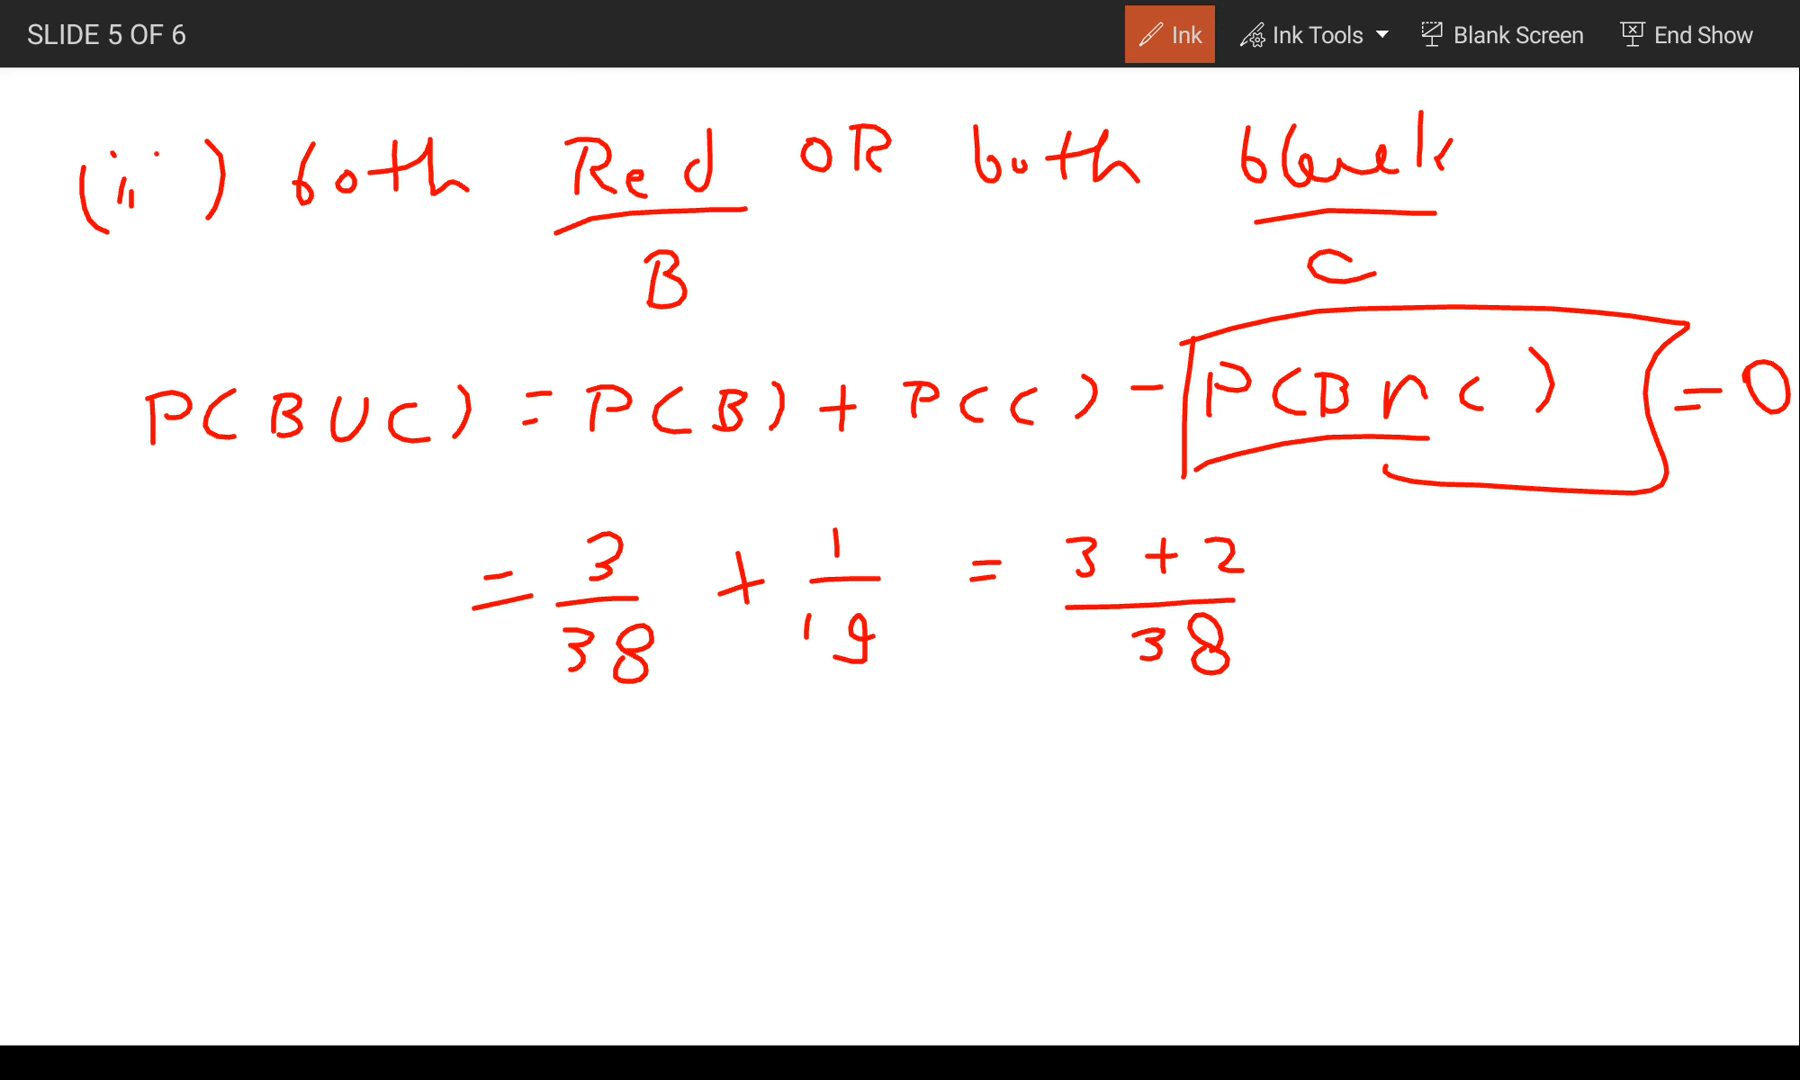 SLIDE 5 OF 6 Ink Ink Tools Blank Screen End Show
(ii) both Red OR both black
B C
P(B∪C) = P(B) + P(C) - P(B∩C) = 0
= 3/38 + 1/19 = 3+2/38